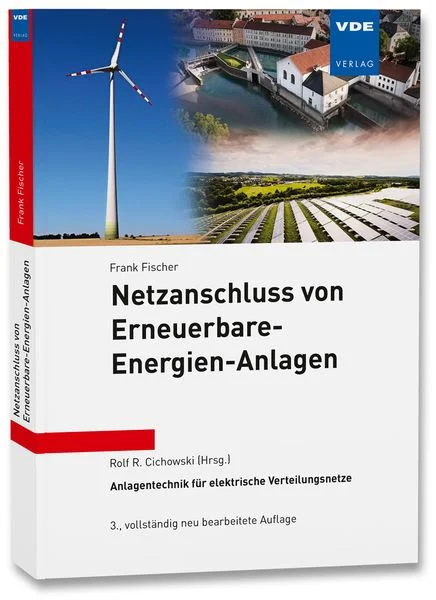 VDE
VERLAG
Frank Fischer
Netzanschluss von
Erneuerbare-
Energien-Anlagen
Rolf R. Cichowski (Hrsg.)
Anlagentechnik für elektrische Verteilungsnetze
3., vollständig neu bearbeitete Auflage
Frank Fischer
Netzanschluss von
Erneuerbare-Energien-Anlagen